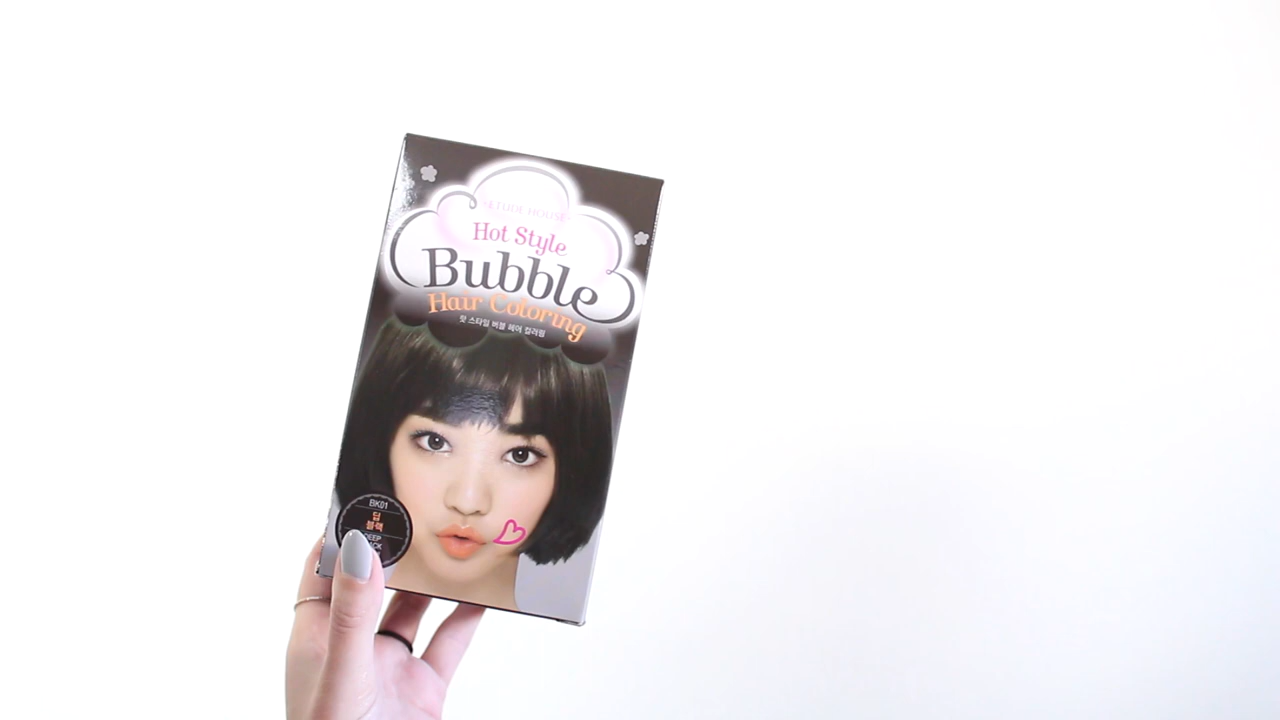 ETUDE HOUSE
Hot Style
Bubble
Hair Coloring
핫 스타일 버블 헤어 컬러링
BK01
딥
블랙
DEEP